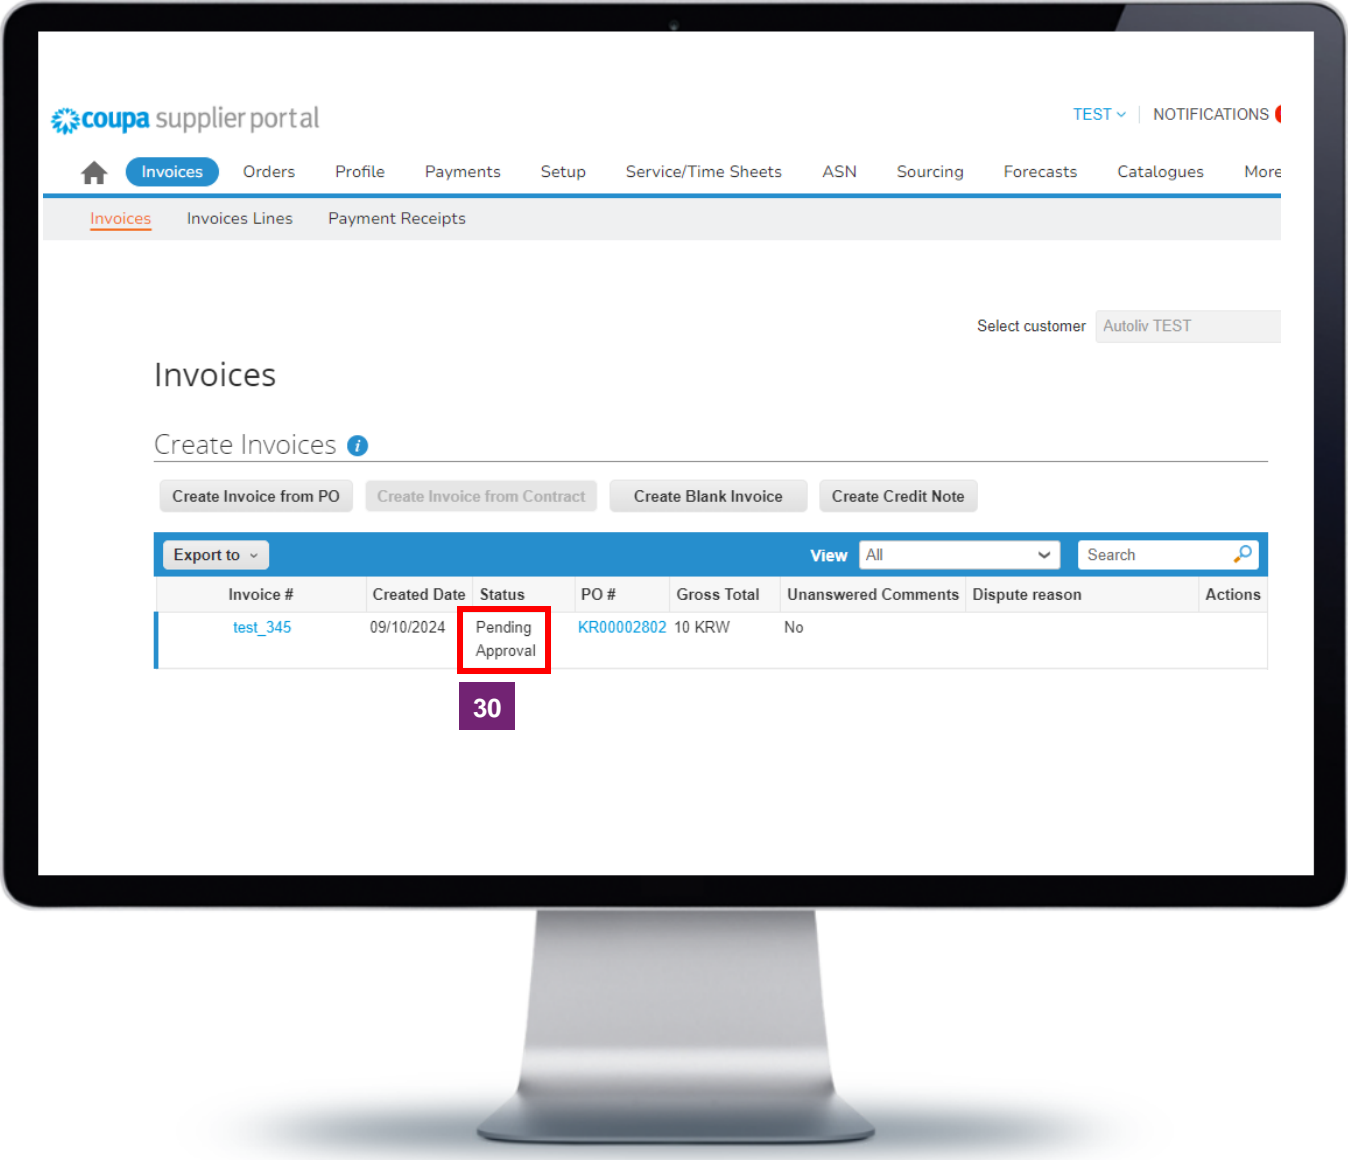 coupa supplier portal
TEST NOTIFICATIONS
Invoices Orders Profile Payments Setup Service/Time Sheets ASN Sourcing Forecasts Catalogues More
Invoices Invoices Lines Payment Receipts
Select customer Autoliv TEST
Invoices
Create Invoices i
Create Invoice from PO Create Invoice from Contract Create Blank Invoice Create Credit Note
Export to View All Search
Invoice # Created Date Status PO # Gross Total Unanswered Comments Dispute reason Actions
test_345 09/10/2024 Pending KR00002802 10 KRW No
Approval
30